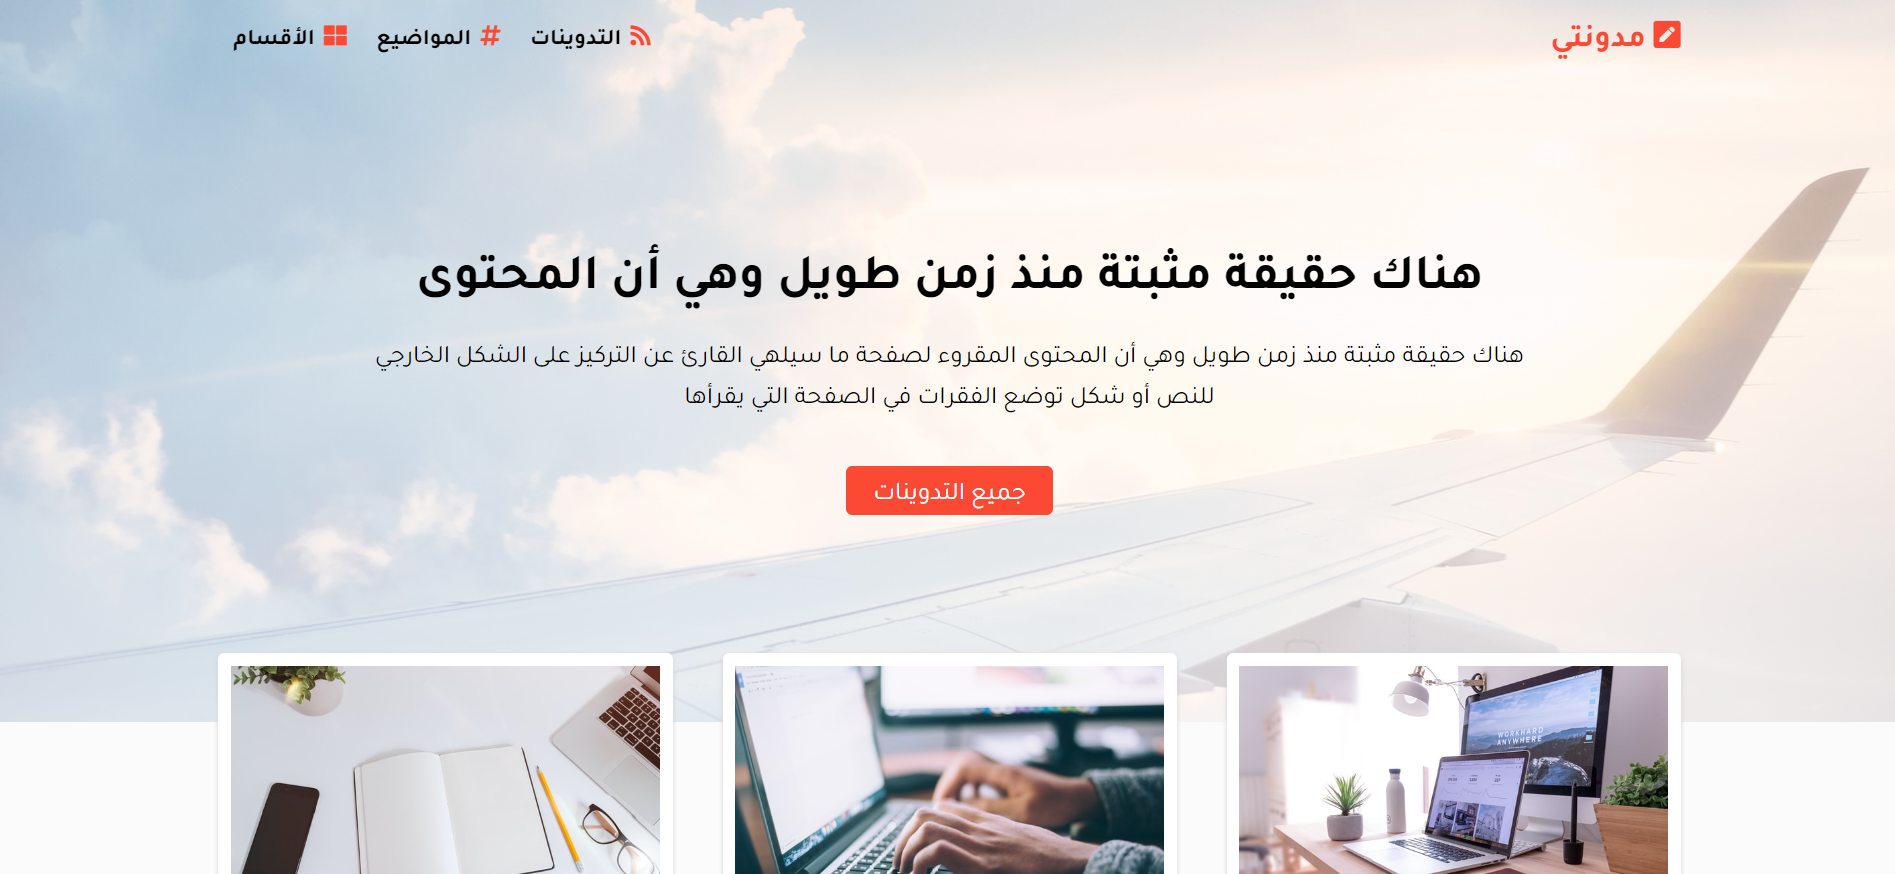 مدونتي
التدوينات
# المواضيع
الأقسام
هناك حقيقة مثبتة منذ زمن طويل وهي أن المحتوى
هناك حقيقة مثبتة منذ زمن طويل وهي أن المحتوى المقروء لصفحة ما سيلهي القارئ عن التركيز على الشكل الخارجي
للنص أو شكل توضع الفقرات في الصفحة التي يقرأها
جميع التدوينات
WORKHARD
ANYWHERE